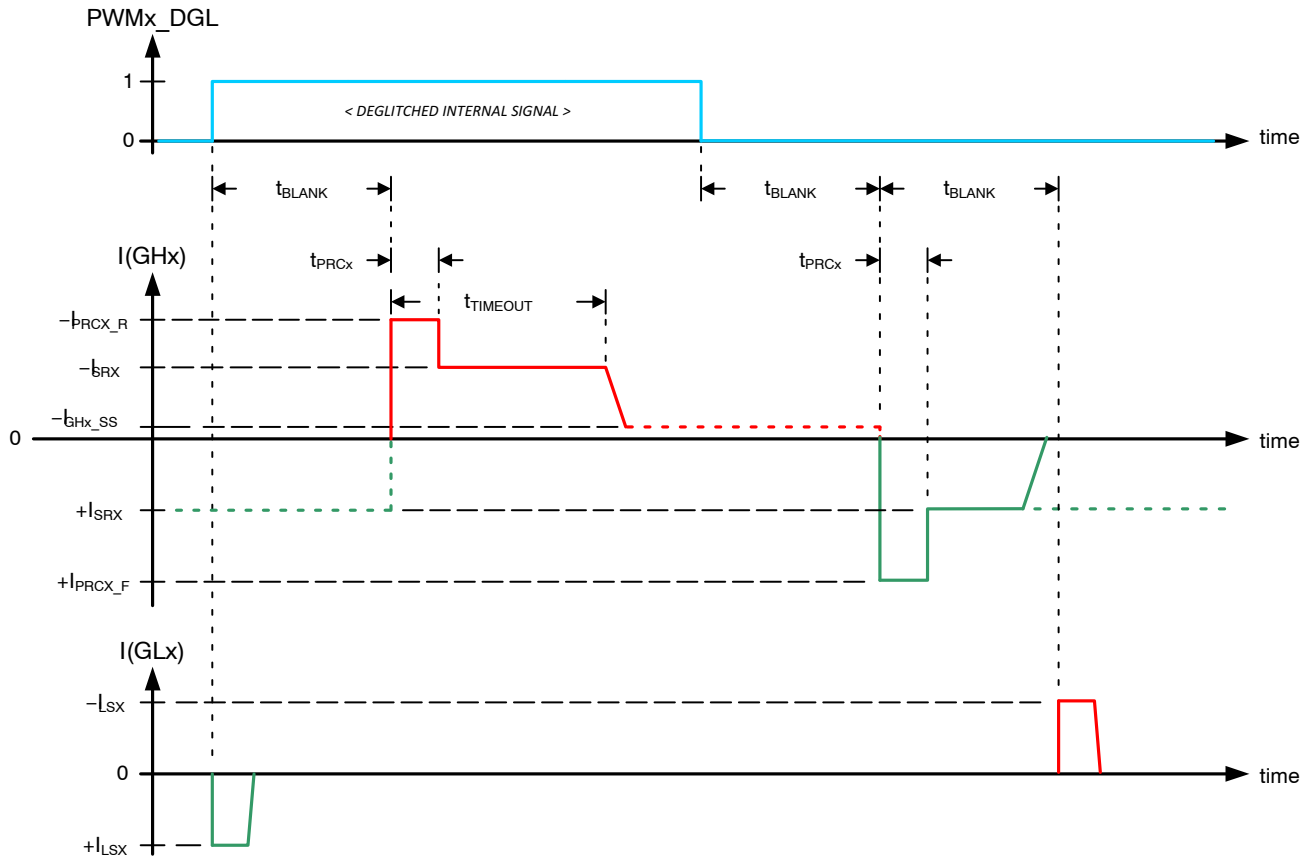 PWMx_DGL
1
< DEGLITCHED INTERNAL SIGNAL >
0
time
tBLANK
tBLANK
tBLANK
I(GHx)
tPRCx
tPRCx
tTIMEOUT
−IPRCX_R
−ISRX
−IGHx_SS
0
time
+ISRX
+IPRCX_F
I(GLx)
−ILSX
0
time
+ILSX